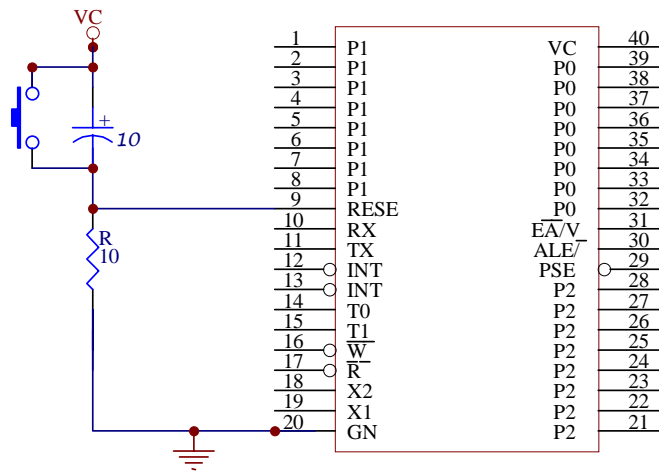 VC
+
10
R
10
1 P1 VC 40
2 P1 P0 39
3 P1 P0 38
4 P1 P0 37
5 P1 P0 36
6 P1 P0 35
7 P1 P0 34
8 P1 P0 33
9 RESE P0 32
10 RX EA/V 31
11 TX ALE/ 30
12 INT PSE 29
13 INT P2 28
14 T0 P2 27
15 T1 P2 26
16 W P2 25
17 R P2 24
18 X2 P2 23
19 X1 P2 22
20 GN P2 21